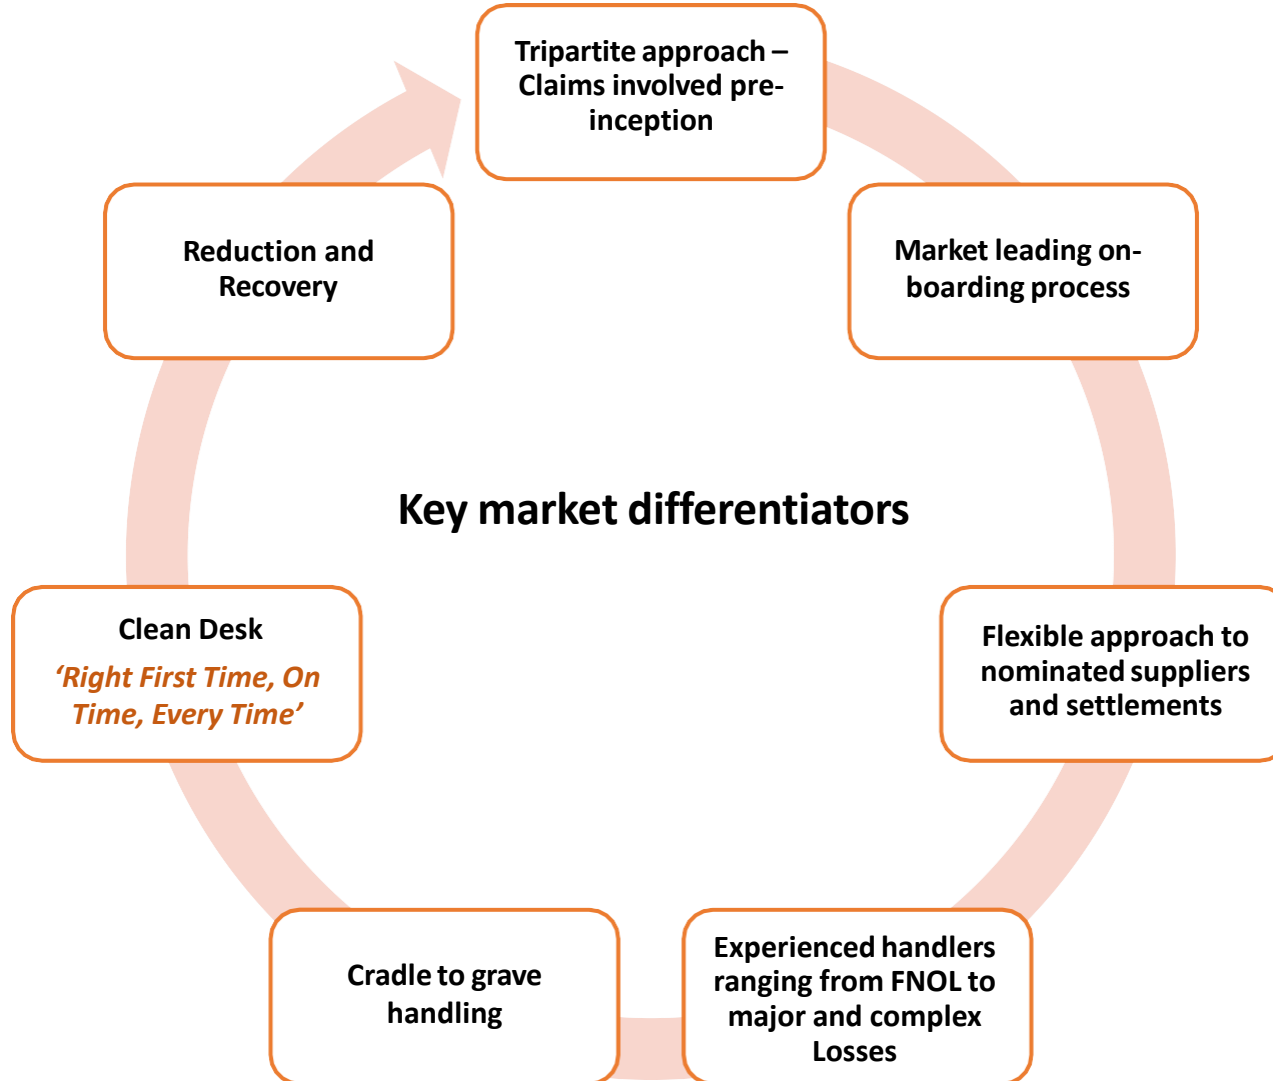 Tripartite approach –
Claims involved pre-
inception
Market leading on-
boarding process
Flexible approach to
nominated suppliers
and settlements
Experienced handlers
ranging from FNOL to
major and complex
Losses
Cradle to grave
handling
Clean Desk
‘Right First Time, On
Time, Every Time’
Reduction and
Recovery
Key market differentiators